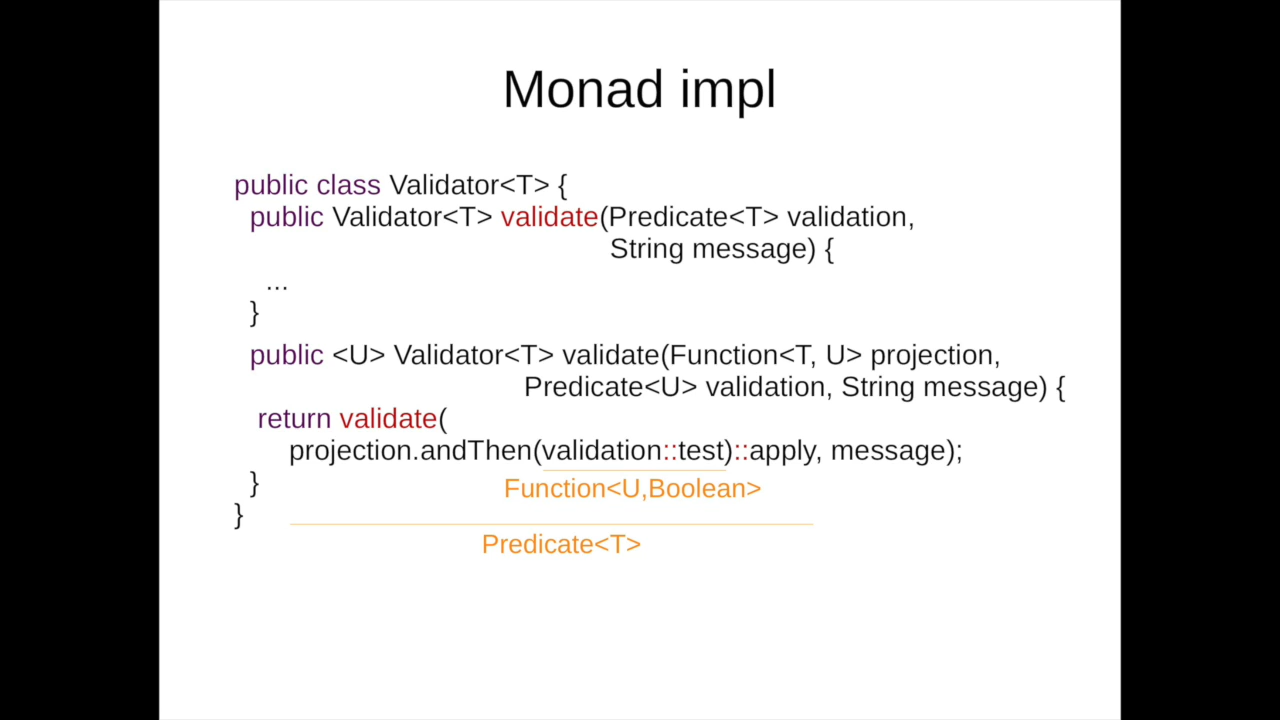 Monad impl
public class Validator<T> {
public Validator<T> validate(Predicate<T> validation,
String message) {
...
}
public <U> Validator<T> validate(Function<T, U> projection,
Predicate<U> validation, String message) {
return validate(
projection.andThen(validation::test)::apply, message);
}
Function<U,Boolean>
}
Predicate<T>